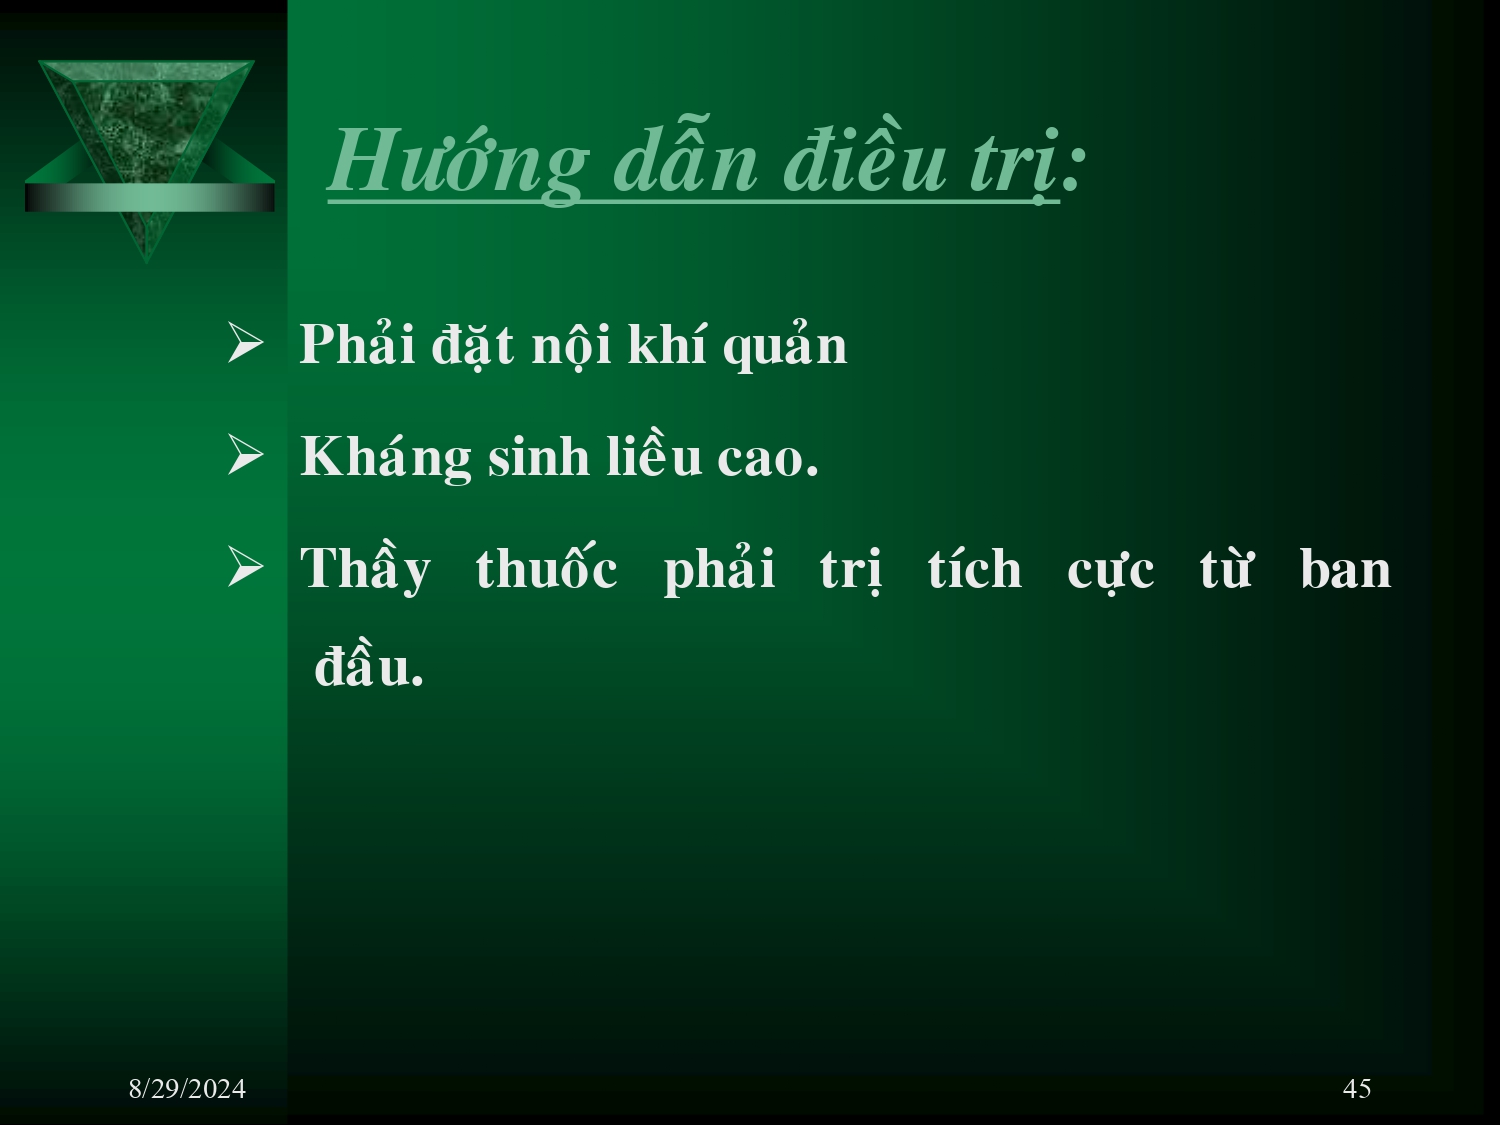 Hướng dẫn điều trị:
Phải đặt nội khí quản
Kháng sinh liều cao.
Thầy thuốc phải trị tích cực từ ban
đầu.
8/29/2024
45